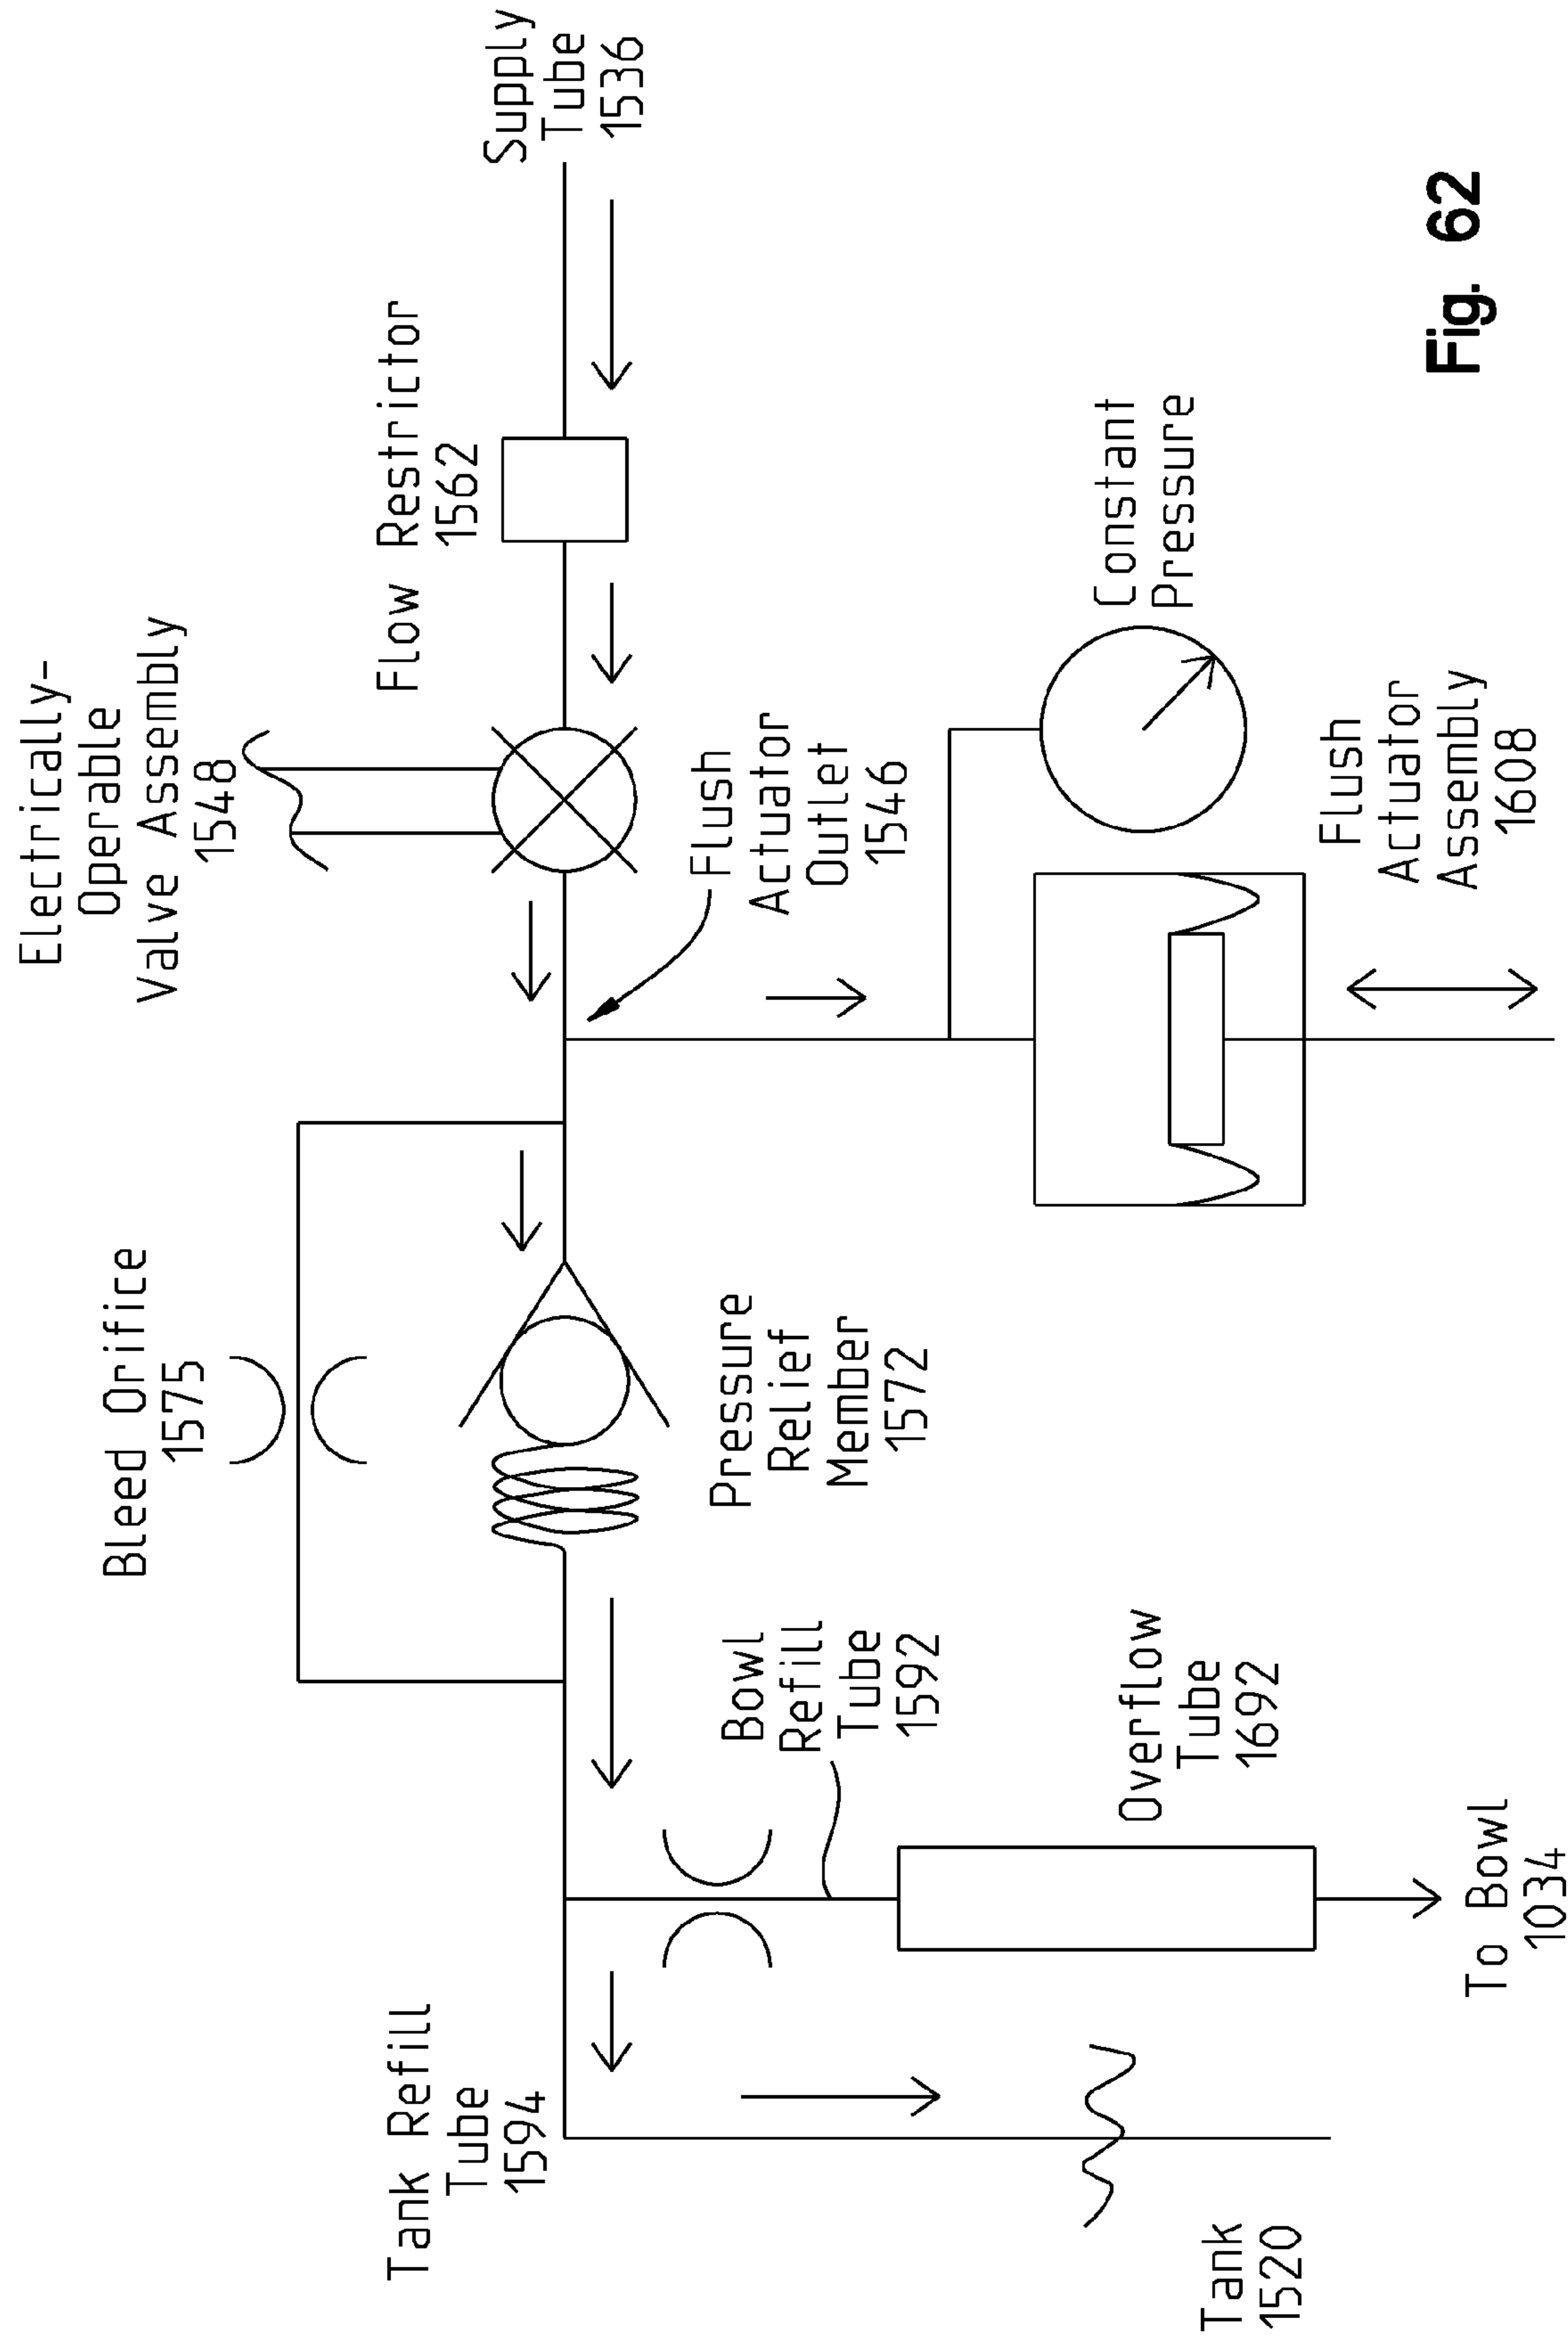 Electrically-
Operable
Valve Assembly
1548
Bleed Orifice
1575
Flow Restrictor
1562
Supply
Tube
1536
Tank Refill
Tube
1594
Flush
Actuator
Outlet
1546
Pressure
Relief
Member
1572
Bowl
Refill
Tube
1592
Constant
Pressure
Overflow
Tube
1692
Tank
1520
Flush
Actuator
Assembly
1608
To Bowl
1034
Fig. 62